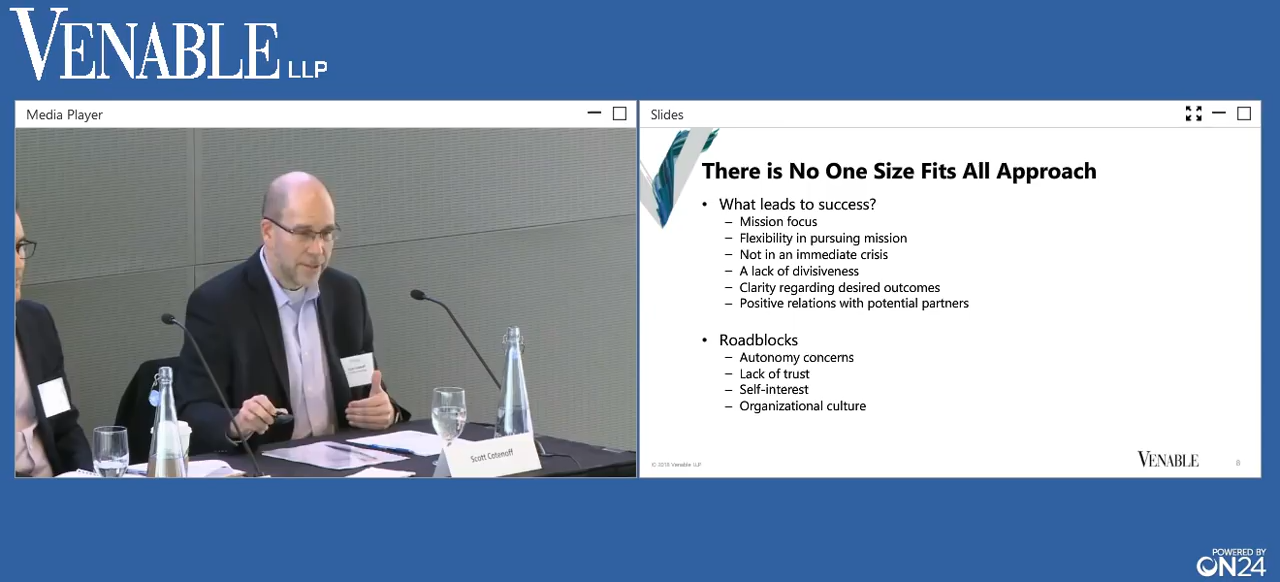 VENABLE LLP
Media Player
Slides
There is No One Size Fits All Approach
• What leads to success?
– Mission focus
– Flexibility in pursuing mission
– Not in an immediate crisis
– A lack of divisiveness
– Clarity regarding desired outcomes
– Positive relations with potential partners
• Roadblocks
– Autonomy concerns
– Lack of trust
– Self-interest
– Organizational culture
Scott
© 2018 Venable LLP
VENABLE
8
POWERED BY
ON24